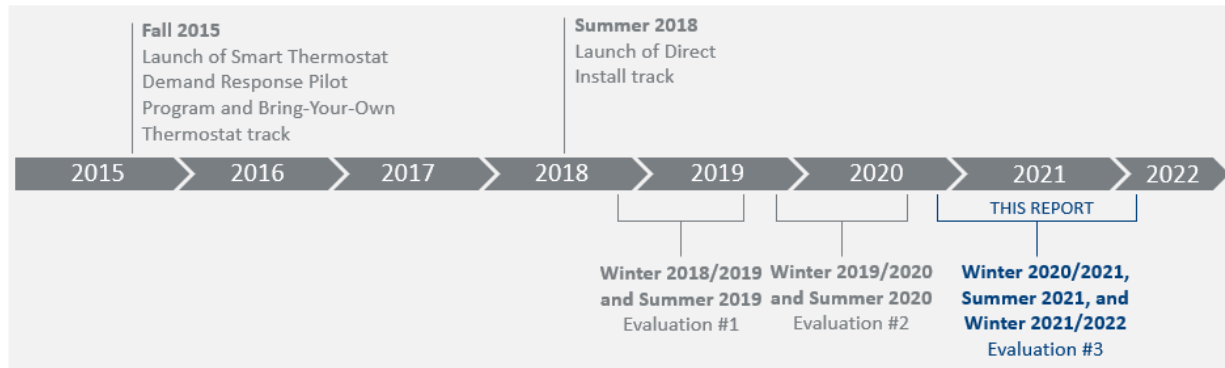 Fall 2015
Launch of Smart Thermostat
Demand Response Pilot
Program and Bring-Your-Own
Thermostat track
Summer 2018
Launch of Direct
Install track
2015
2016
2017
2018
2019
2020
2021
2022
THIS REPORT
Winter 2018/2019
and Summer 2019
Evaluation #1
Winter 2019/2020
and Summer 2020
Evaluation #2
Winter 2020/2021,
Summer 2021, and
Winter 2021/2022
Evaluation #3